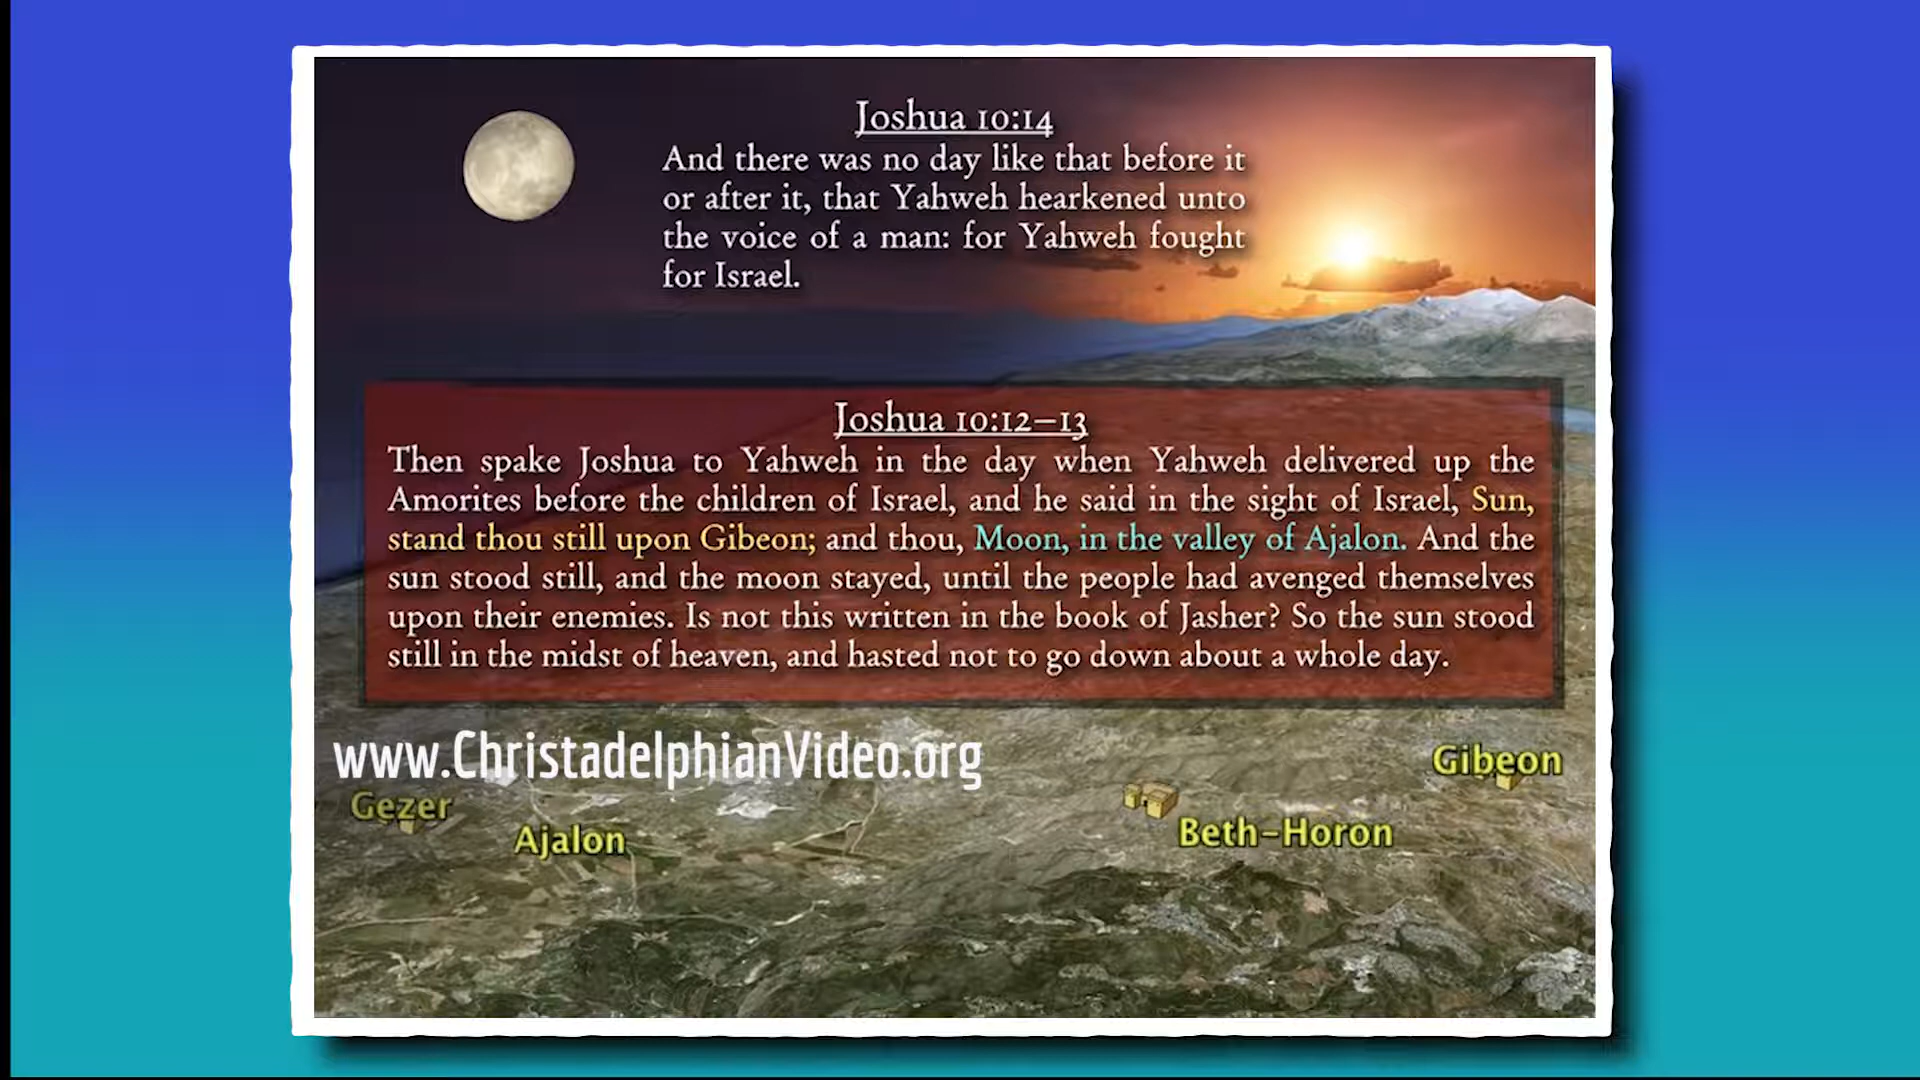 Joshua 10:14
And there was no day like that before it
or after it, that Yahweh hearkened unto
the voice of a man: for Yahweh fought
for Israel.
Joshua 10:12–13
Then spake Joshua to Yahweh in the day when Yahweh delivered up the
Amorites before the children of Israel, and he said in the sight of Israel, Sun,
stand thou still upon Gibeon; and thou, Moon, in the valley of Ajalon. And the
sun stood still, and the moon stayed, until the people had avenged themselves
upon their enemies. Is not this written in the book of Jasher? So the sun stood
still in the midst of heaven, and hasted not to go down about a whole day.
www.ChristadelphianVideo.org
Gibeon
Gezer
Ajalon
Beth-Horon